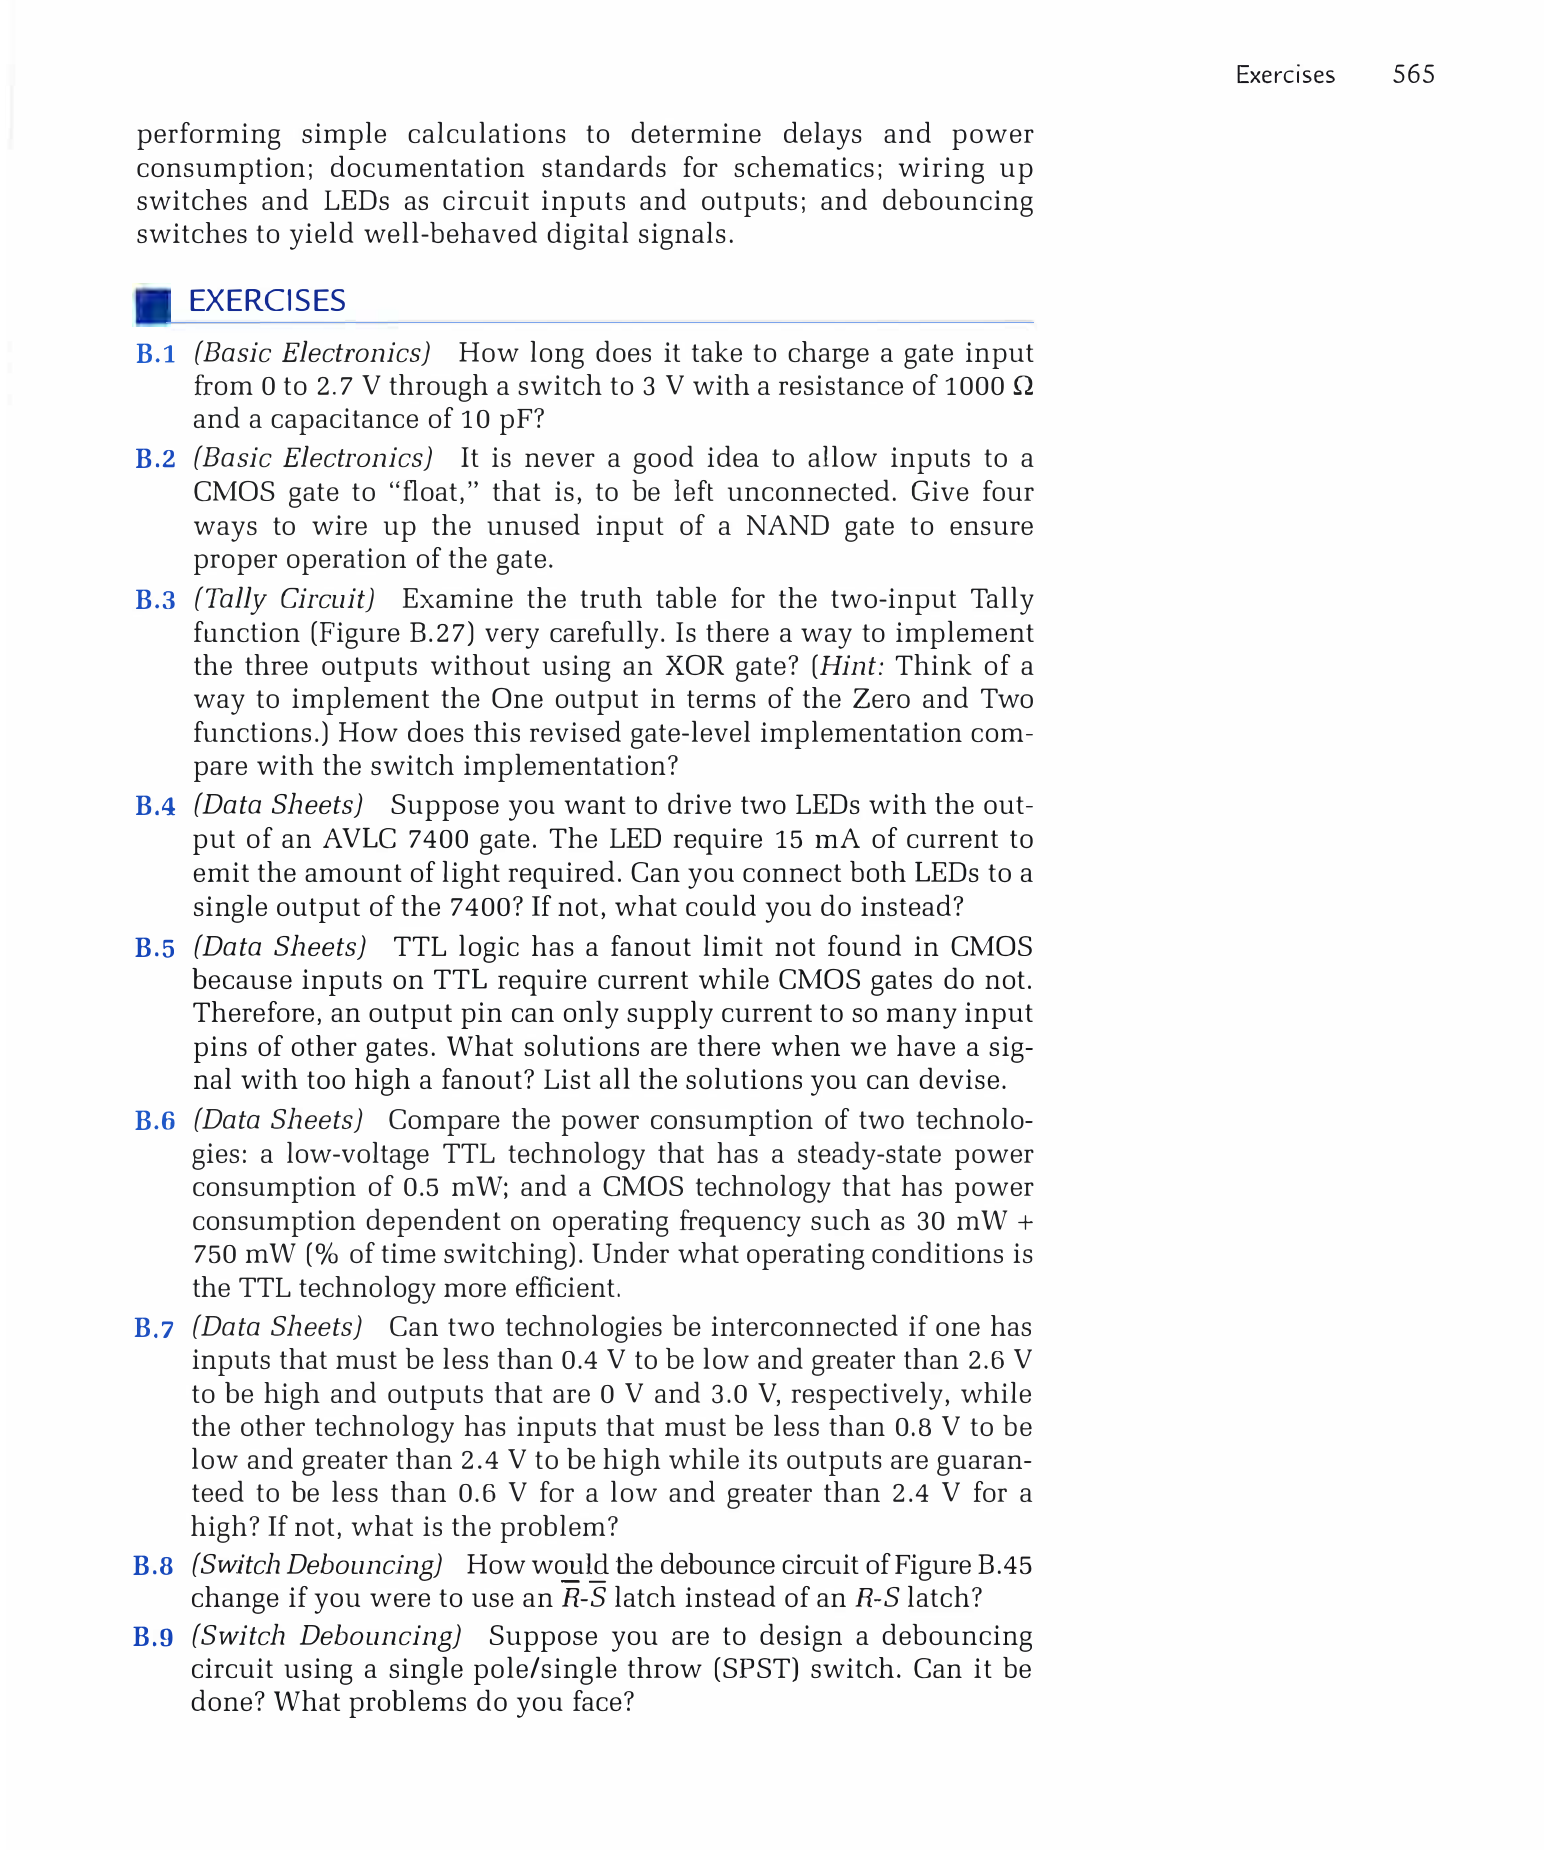 Exercises 565
performing simple calculations to determine delays and power
consumption; documentation standards for schematics; wiring up
switches and LEDs as circuit inputs and outputs; and debouncing
switches to yield well-behaved digital signals.
EXERCISES
B.1 (Basic Electronics) How long does it take to charge a gate input
from 0 to 2.7 V through a switch to 3 V with a resistance of 1000 Ω
and a capacitance of 10 pF?
B.2 (Basic Electronics) It is never a good idea to allow inputs to a
CMOS gate to “float,” that is, to be left unconnected. Give four
ways to wire up the unused input of a NAND gate to ensure
proper operation of the gate.
B.3 (Tally Circuit) Examine the truth table for the two-input Tally
function (Figure B.27) very carefully. Is there a way to implement
the three outputs without using an XOR gate? (Hint: Think of a
way to implement the One output in terms of the Zero and Two
functions.) How does this revised gate-level implementation com-
pare with the switch implementation?
B.4 (Data Sheets) Suppose you want to drive two LEDs with the out-
put of an AVLC 7400 gate. The LED require 15 mA of current to
emit the amount of light required. Can you connect both LEDs to a
single output of the 7400? If not, what could you do instead?
B.5 (Data Sheets) TTL logic has a fanout limit not found in CMOS
because inputs on TTL require current while CMOS gates do not.
Therefore, an output pin can only supply current to so many input
pins of other gates. What solutions are there when we have a sig-
nal with too high a fanout? List all the solutions you can devise.
B.6 (Data Sheets) Compare the power consumption of two technolo-
gies: a low-voltage TTL technology that has a steady-state power
consumption of 0.5 mW; and a CMOS technology that has power
consumption dependent on operating frequency such as 30 mW +
750 mW (% of time switching). Under what operating conditions is
the TTL technology more efficient.
B.7 (Data Sheets) Can two technologies be interconnected if one has
inputs that must be less than 0.4 V to be low and greater than 2.6 V
to be high and outputs that are 0 V and 3.0 V, respectively, while
the other technology has inputs that must be less than 0.8 V to be
low and greater than 2.4 V to be high while its outputs are guaran-
teed to be less than 0.6 V for a low and greater than 2.4 V for a
high? If not, what is the problem?
B.8 (Switch Debouncing) How would the debounce circuit of Figure B.45
change if you were to use an R̅-S̅ latch instead of an R-S latch?
B.9 (Switch Debouncing) Suppose you are to design a debouncing
circuit using a single pole/single throw (SPST) switch. Can it be
done? What problems do you face?